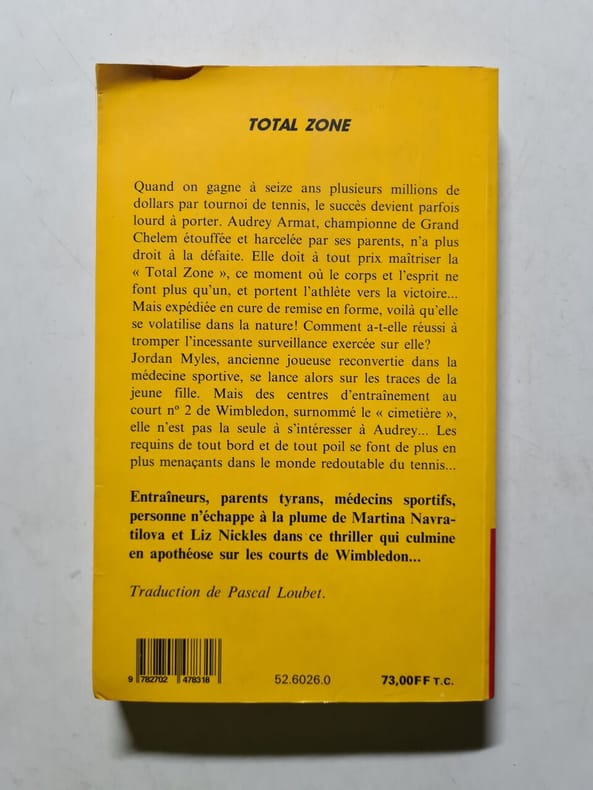 TOTAL ZONE
Quand on gagne à seize ans plusieurs millions de
dollars par tournoi de tennis, le succès devient parfois
lourd à porter. Audrey Armat, championne de Grand
Chelem étouffée et harcelée par ses parents, n'a plus
droit à la défaite. Elle doit à tout prix maîtriser la
« Total Zone », ce moment où le corps et l'esprit ne
font plus qu'un, et portent l'athlète vers la victoire...
Mais expédiée en cure de remise en forme, voilà qu'elle
se volatilise dans la nature! Comment a-t-elle réussi à
tromper l'incessante surveillance exercée sur elle?
Jordan Myles, ancienne joueuse reconvertie dans la
médecine sportive, se lance alors sur les traces de la
jeune fille. Mais des centres d'entraînement au
court nº 2 de Wimbledon, surnommé le « cimetière »,
elle n'est pas la seule à s'intéresser à Audrey... Les
requins de tout bord et de tout poil se font de plus en
plus menaçants dans le monde redoutable du tennis...
Entraîneurs, parents tyrans, médecins sportifs,
personne n'échappe à la plume de Martina Navra-
tilova et Liz Nickles dans ce thriller qui culmine
en apothéose sur les courts de Wimbledon...
Traduction de Pascal Loubet.
9 782702 478318 52.6026.0 73,00FF T.C.